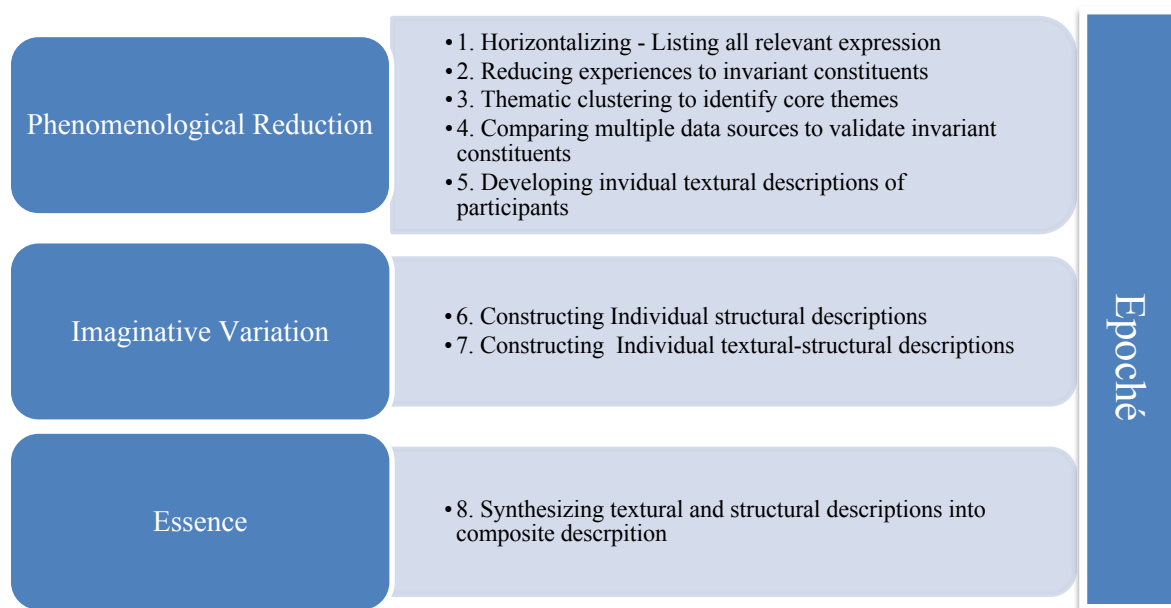 Phenomenological Reduction
• 1. Horizontalizing - Listing all relevant expression
• 2. Reducing experiences to invariant constituents
• 3. Thematic clustering to identify core themes
• 4. Comparing multiple data sources to validate invariant
constituents
• 5. Developing invidual textural descriptions of
participants
Imaginative Variation
• 6. Constructing Individual structural descriptions
• 7. Constructing  Individual textural-structural descriptions
Essence
• 8. Synthesizing textural and structural descriptions into
composite descrpition
Epoché